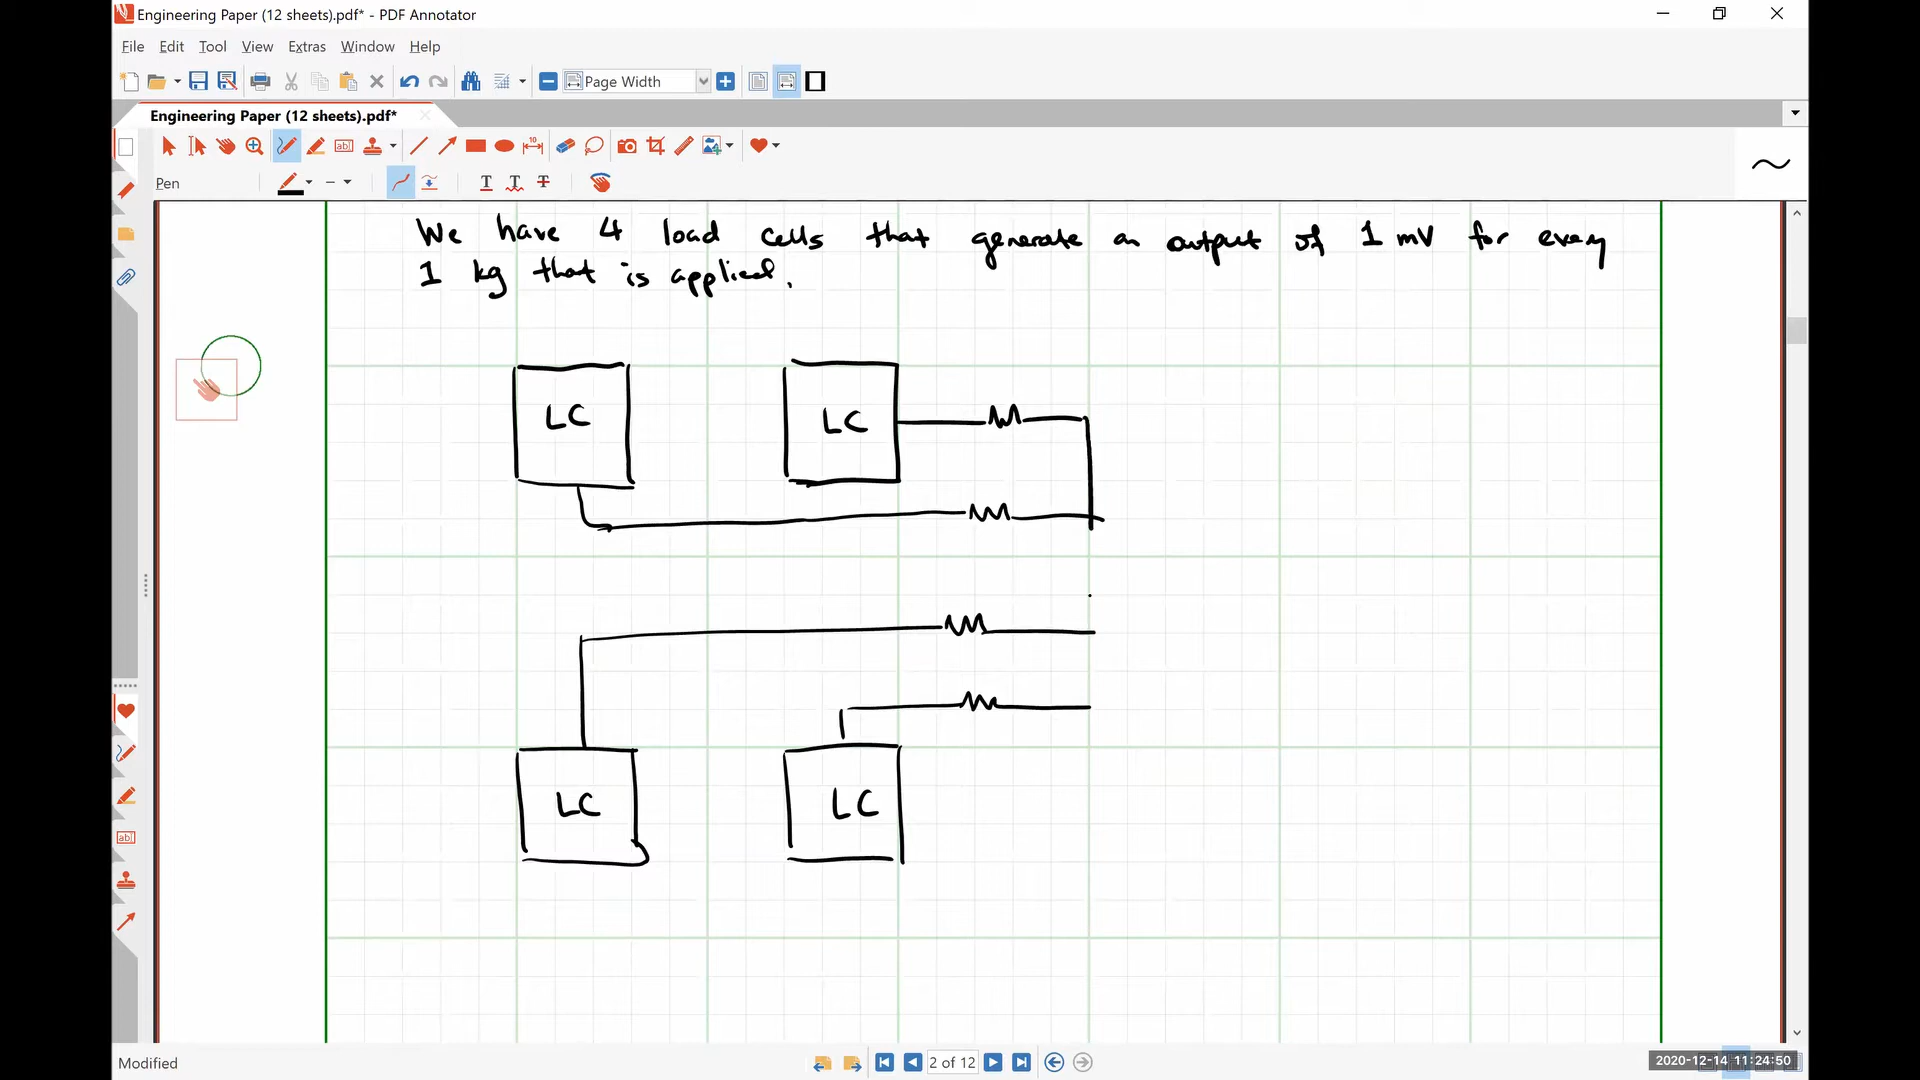 Engineering Paper (12 sheets).pdf* - PDF Annotator
File Edit Tool View Extras Window Help
Page Width
Engineering Paper (12 sheets).pdf*
Pen
We have 4 load cells that generate an output of 1 mV for every
1 kg that is applied.
LC LC
LC LC
Modified
2 of 12
2020-12-14 11:24:50